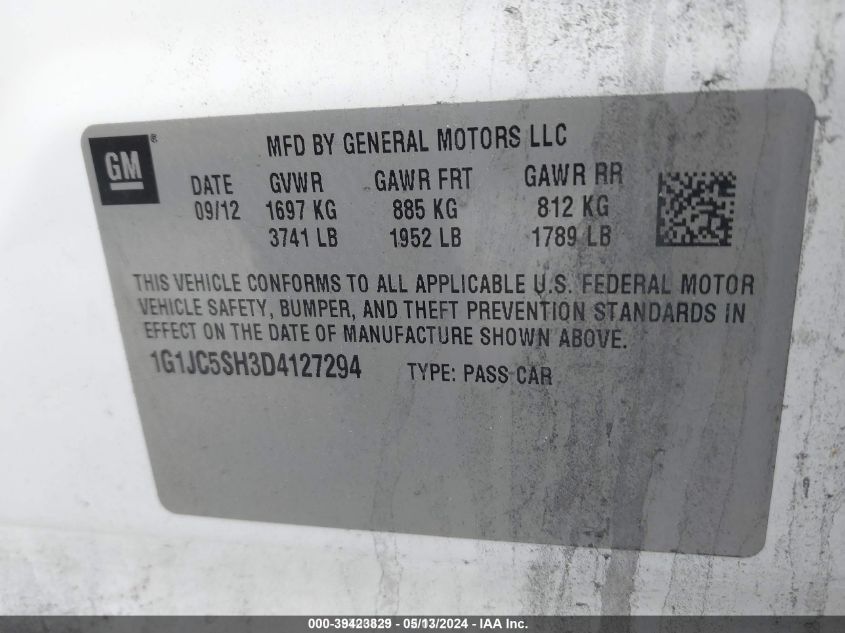 GM®
MFD BY GENERAL MOTORS LLC
DATE GVWR GAWR FRT GAWR RR
09/12 1697 KG 885 KG 812 KG
3741 LB 1952 LB 1789 LB
THIS VEHICLE CONFORMS TO ALL APPLICABLE U.S. FEDERAL MOTOR
VEHICLE SAFETY, BUMPER, AND THEFT PREVENTION STANDARDS IN
EFFECT ON THE DATE OF MANUFACTURE SHOWN ABOVE.
1G1JC5SH3D4127294 TYPE: PASS CAR
000-39423829 - 05/13/2024 - IAA Inc.